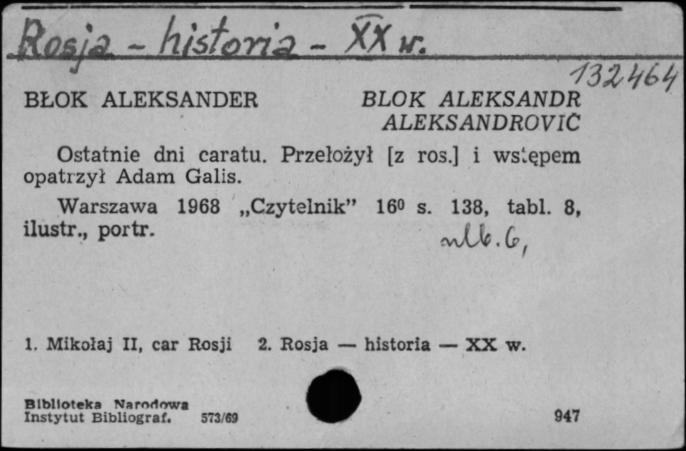 Rosja - historia - XX w.
132464
BŁOK ALEKSANDER BLOK ALEKSANDR
ALEKSANDROVIČ
Ostatnie dni caratu. Przełożył [z ros.] i wstępem
opatrzył Adam Galis.
Warszawa 1968 „Czytelnik” 16⁰ s. 138, tabl. 8,
ilustr., portr.
nlb. 6,
1. Mikołaj II, car Rosji 2. Rosja — historia — XX w.
Biblioteka Narodowa
Instytut Bibliograf. 573/69 947